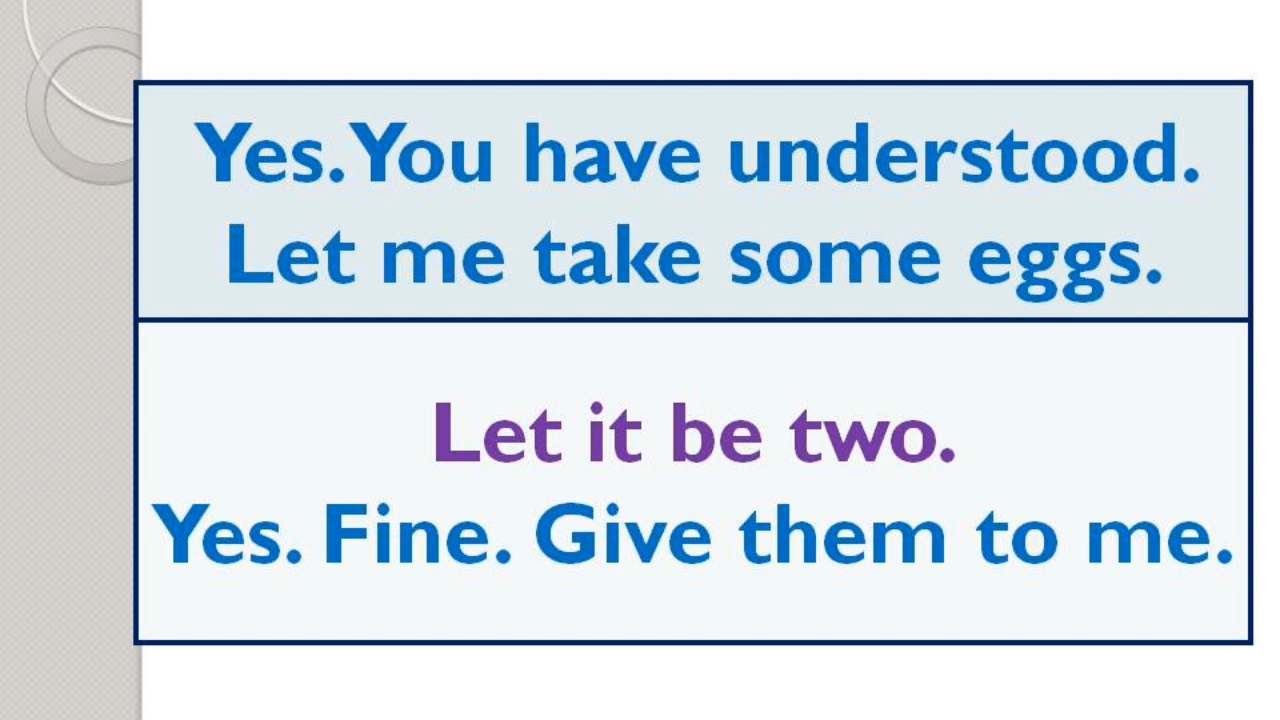 Yes. You have understood.
Let me take some eggs.
Let it be two.
Yes. Fine. Give them to me.